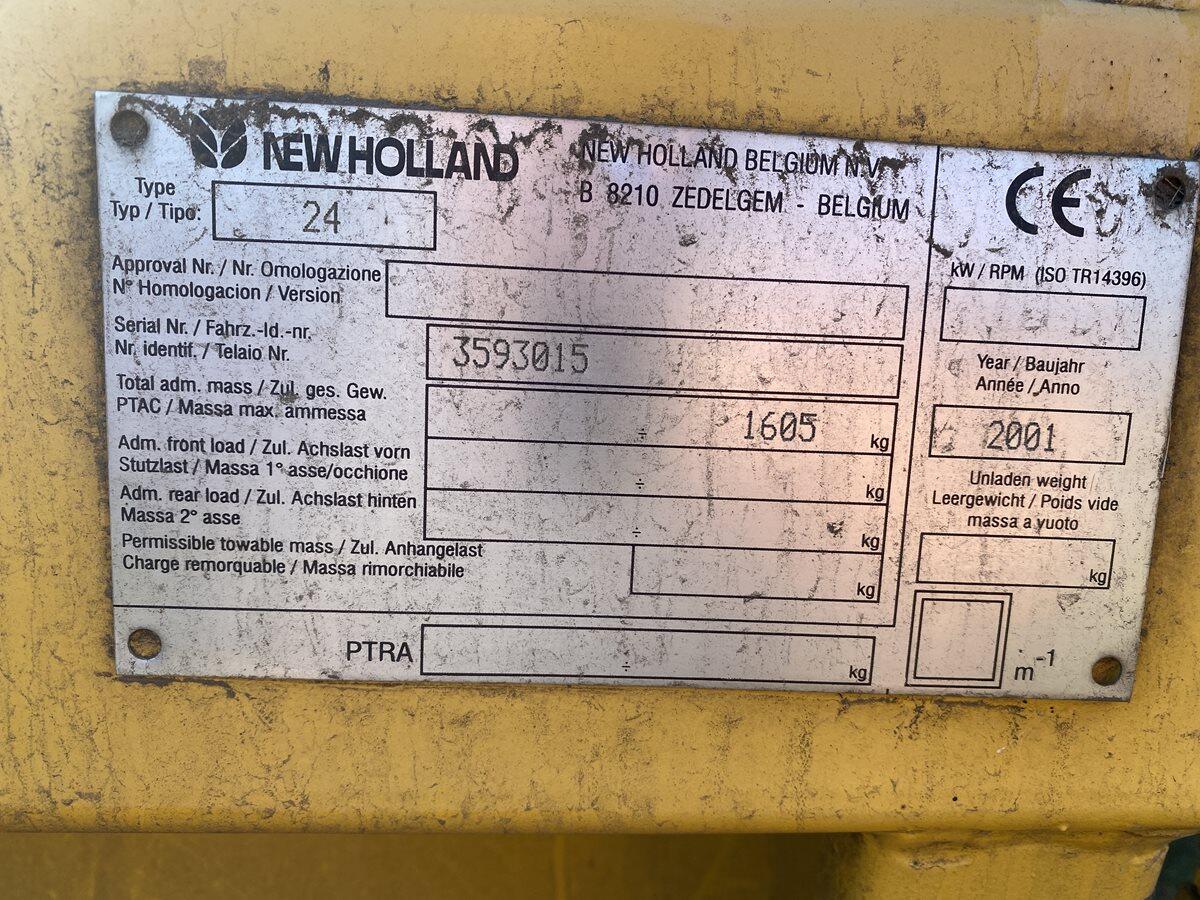 NEW HOLLAND
NEW HOLLAND BELGIUM N.V.
B 8210 ZEDELGEM - BELGIUM
CE
Type
Typ / Tipo:
24
Approval Nr. / Nr. Omologazione
N° Homologacion / Version
kW / RPM (ISO TR14396)
Serial Nr. / Fahrz.-Id.-nr.
Nr. identif. / Telaio Nr.
3593015
Year / Baujahr
Année / Anno
2001
Total adm. mass / Zul. ges. Gew.
PTAC / Massa max. ammessa
÷ 1605 kg
Adm. front load / Zul. Achslast vorn
Stutzlast / Massa 1° asse/occhione
÷ kg
Unladen weight
Leergewicht / Poids vide
massa a vuoto
kg
Adm. rear load / Zul. Achslast hinten
Massa 2° asse
÷ kg
Permissible towable mass / Zul. Anhangelast
Charge remorquable / Massa rimorchiabile
kg
PTRA ÷ kg
m⁻¹